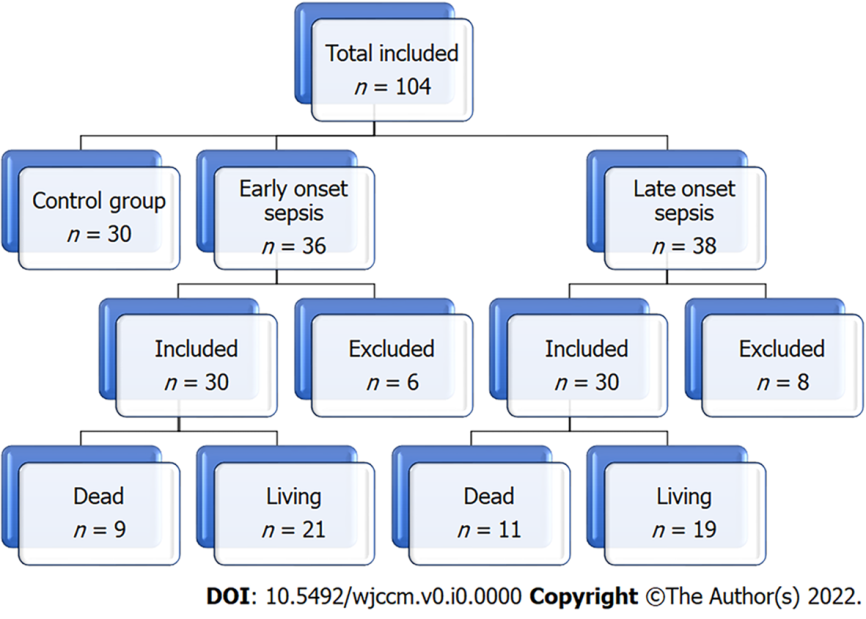 Total included
n = 104
Control group
n = 30
Early onset
sepsis
n = 36
Late onset
sepsis
n = 38
Included
n = 30
Excluded
n = 6
Included
n = 30
Excluded
n = 8
Dead
n = 9
Living
n = 21
Dead
n = 11
Living
n = 19
DOI: 10.5492/wjccm.v0.i0.0000 Copyright ©The Author(s) 2022.